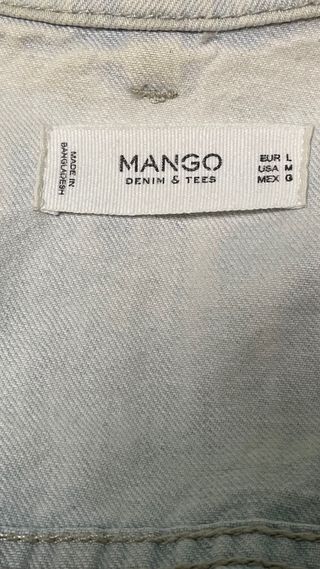 MADE IN
BANGLADESH
MANGO
DENIM & TEES
EUR L
USA M
MEX G